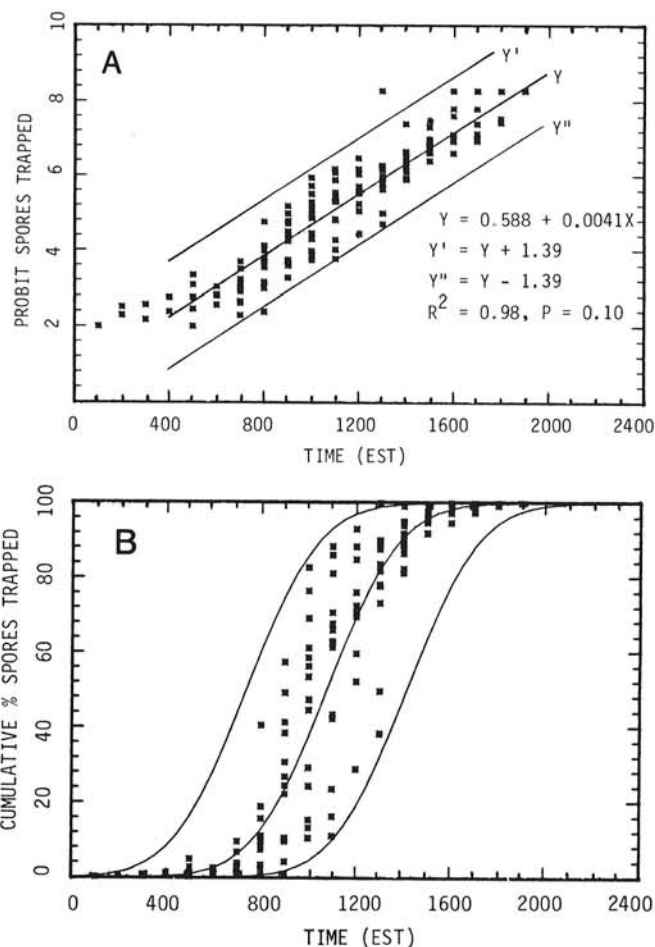 10
A
8
6
4
2
PROBIT SPORES TRAPPED
Y'
Y
Y"
Y = 0.588 + 0.0041X
Y' = Y + 1.39
Y" = Y - 1.39
R² = 0.98, P = 0.10
0 400 800 1200 1600 2000 2400
TIME (EST)
B
100
80
60
40
20
0
CUMULATIVE % SPORES TRAPPED
0 400 800 1200 1600 2000 2400
TIME (EST)